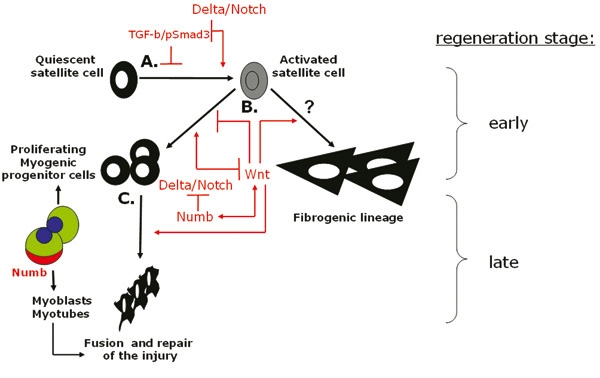 Delta/Notch
TGF-b/pSmad3
regeneration stage:
Quiescent
satellite cell
A.
Activated
satellite cell
B.
?
early
Proliferating
Myogenic
progenitor cells
Wnt
Delta/Notch
C.
Numb
Fibrogenic lineage
Numb
late
Myoblasts
Myotubes
Fusion and repair
of the injury